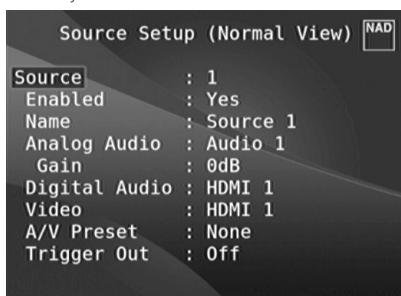 Source Setup (Normal View) NAD
Source : 1
Enabled : Yes
Name : Source 1
Analog Audio : Audio 1
Gain : 0dB
Digital Audio : HDMI 1
Video : HDMI 1
A/V Preset : None
Trigger Out : Off